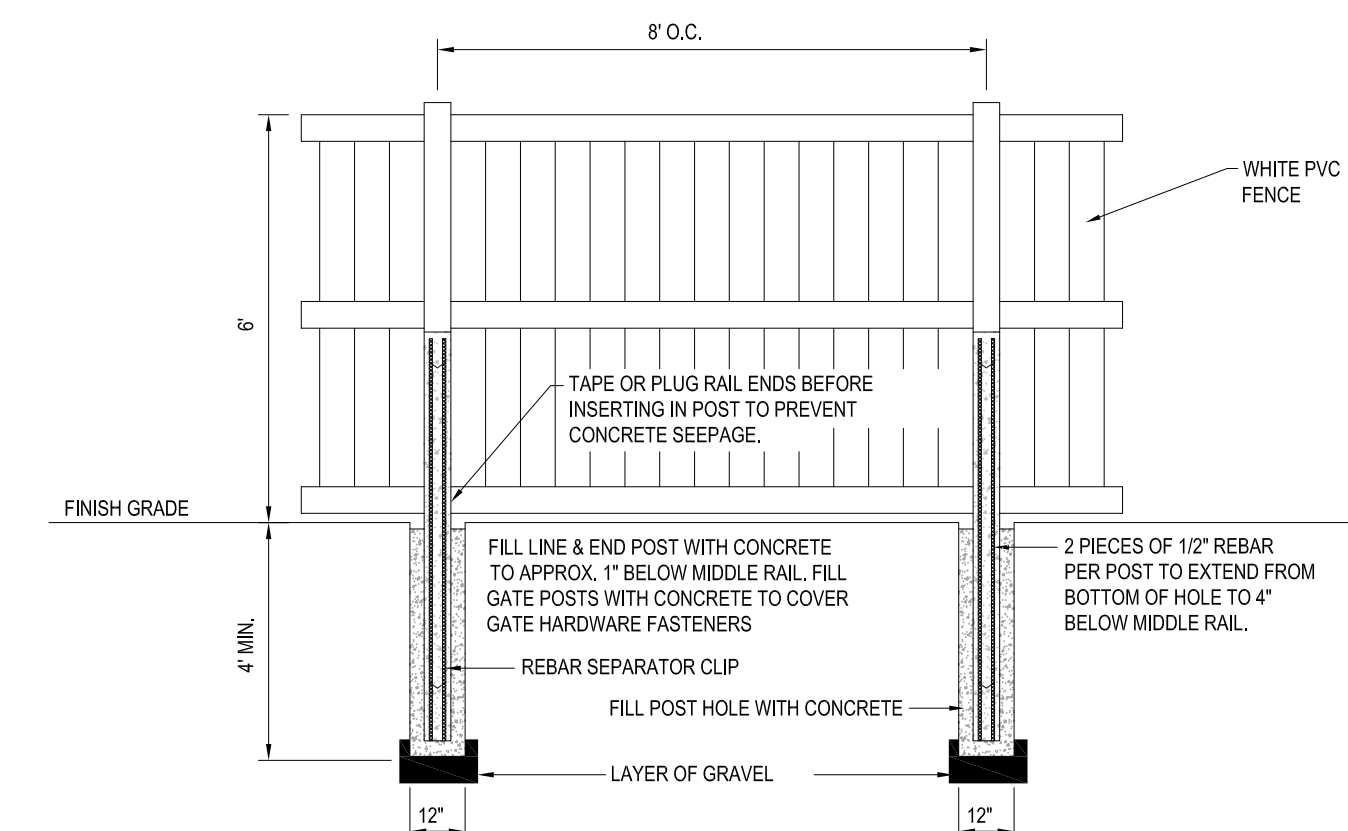 8' O.C.
WHITE PVC
FENCE
6'
TAPE OR PLUG RAIL ENDS BEFORE
INSERTING IN POST TO PREVENT
CONCRETE SEEPAGE.
FINISH GRADE
FILL LINE & END POST WITH CONCRETE
TO APPROX. 1" BELOW MIDDLE RAIL. FILL
GATE POSTS WITH CONCRETE TO COVER
GATE HARDWARE FASTENERS
2 PIECES OF 1/2" REBAR
PER POST TO EXTEND FROM
BOTTOM OF HOLE TO 4"
BELOW MIDDLE RAIL.
4' MIN.
REBAR SEPARATOR CLIP
FILL POST HOLE WITH CONCRETE
LAYER OF GRAVEL
12"
12"